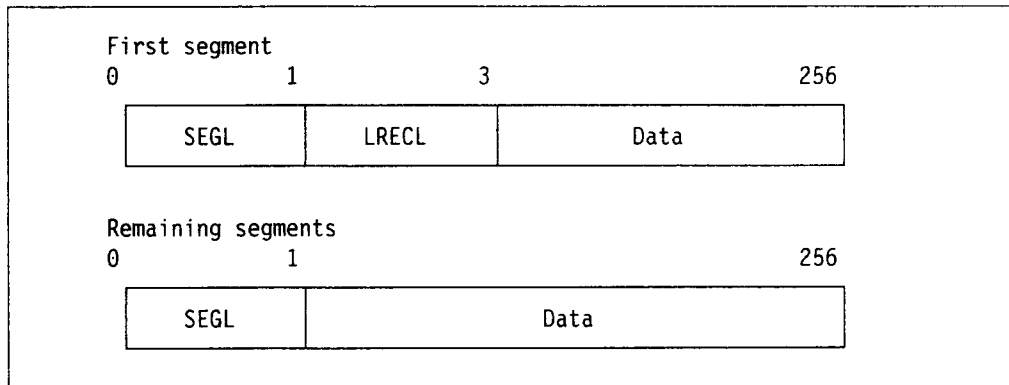 First segment
0 1 3 256
SEGL LRECL Data
Remaining segments
0 1 256
SEGL Data